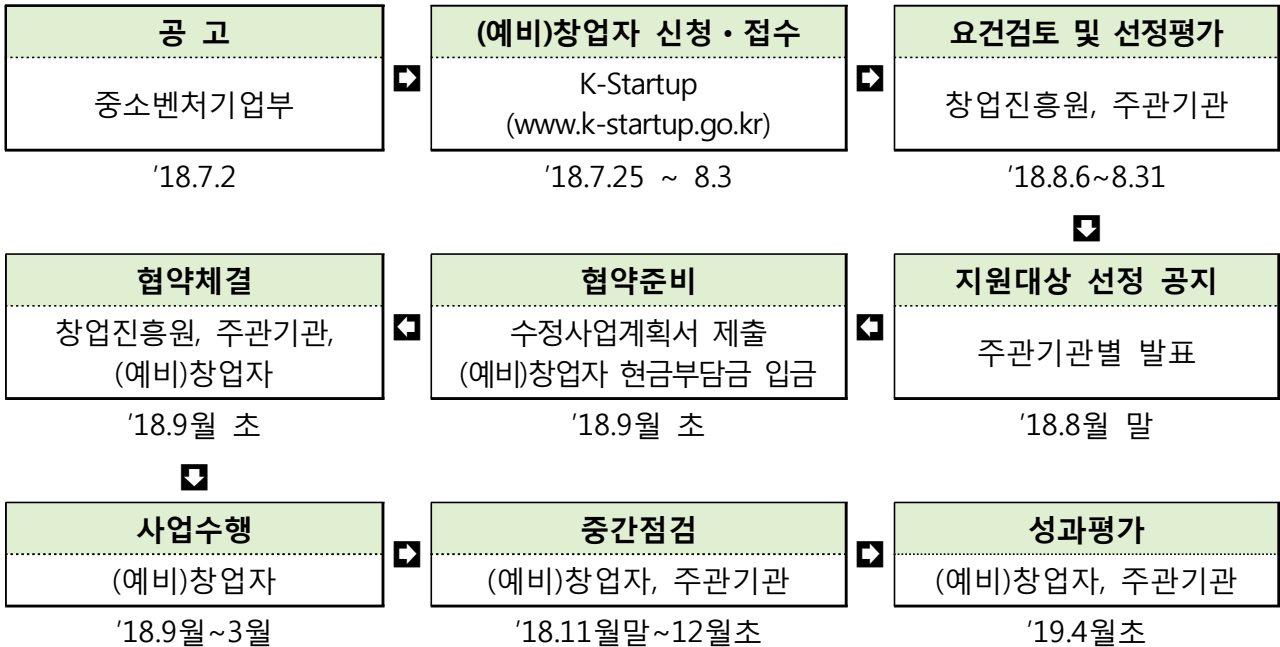 공 고
중소벤처기업부
'18.7.2
(예비)창업자 신청・접수
K-Startup
(www.k-startup.go.kr)
'18.7.25 ~ 8.3
요건검토 및 선정평가
창업진흥원, 주관기관
'18.8.6~8.31
지원대상 선정 공지
주관기관별 발표
'18.8월 말
협약준비
수정사업계획서 제출
(예비)창업자 현금부담금 입금
'18.9월 초
협약체결
창업진흥원, 주관기관,
(예비)창업자
'18.9월 초
사업수행
(예비)창업자
'18.9월~3월
중간점검
(예비)창업자, 주관기관
'18.11월말~12월초
성과평가
(예비)창업자, 주관기관
'19.4월초